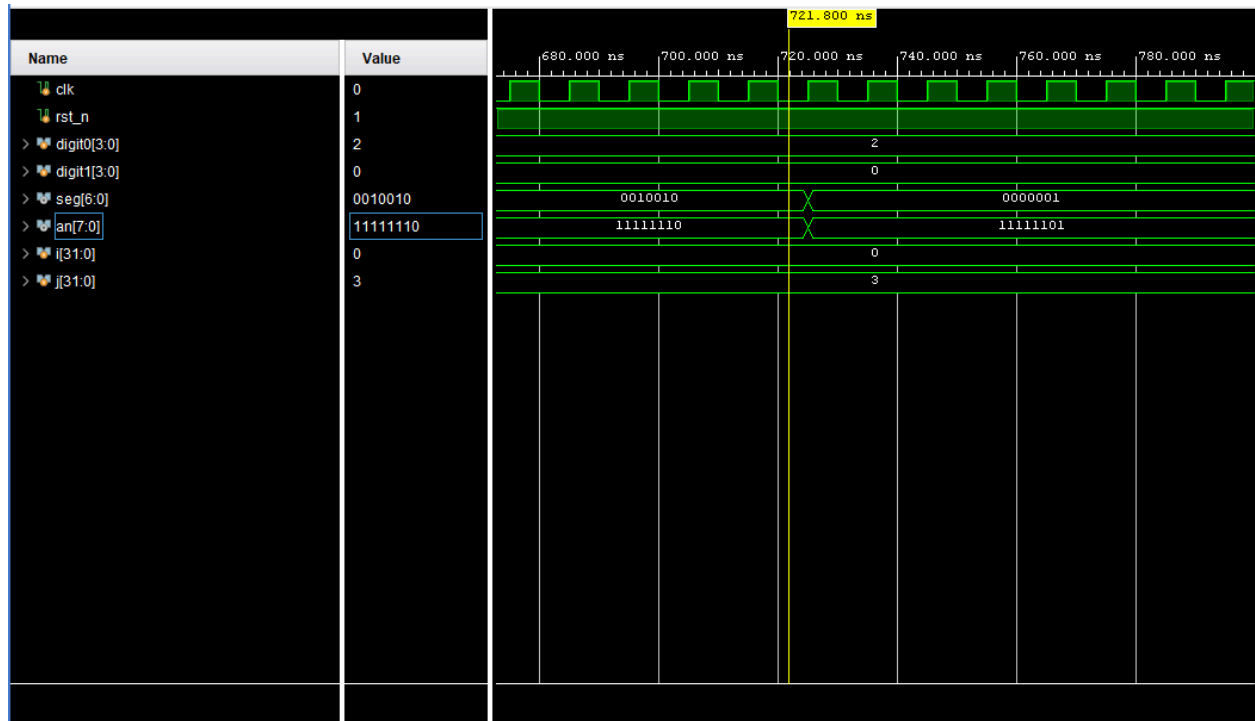 721.800 ns
Name Value
680.000 ns 700.000 ns 720.000 ns 740.000 ns 760.000 ns 780.000 ns
clk 0
rst_n 1
digit0[3:0] 2 2
digit1[3:0] 0 0
seg[6:0] 0010010 0010010 0000001
an[7:0] 11111110 11111110 11111101
i[31:0] 0 0
j[31:0] 3 3